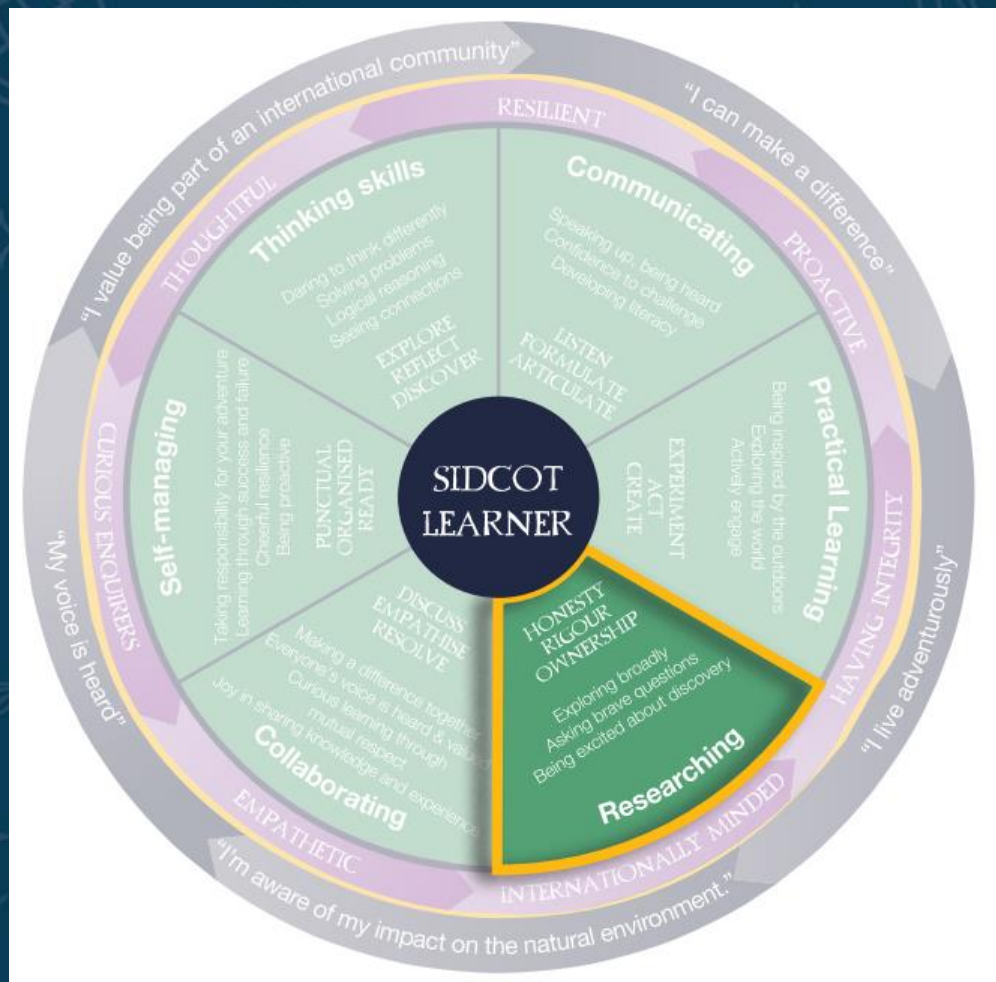 "I value being part of an international community"
"I can make a difference"
"I live adventurously"
"I'm aware of my impact on the natural environment."
"My voice is heard"
RESILIENT
PROACTIVE
HAVING INTEGRITY
INTERNATIONALLY MINDED
EMPATHETIC
CURIOUS ENQUIRERS
THOUGHTFUL
Thinking skills
Daring to think differently
Solving problems
Logical reasoning
Seeing connections
EXPLORE
REFLECT
DISCOVER
Communicating
Speaking up, being heard
Confidence to challenge
Developing literacy
LISTEN
FORMULATE
ARTICULATE
Practical Learning
Being inspired by the outdoors
Exploring the world
Actively engage
EXPERIMENT
ACT
CREATE
HONESTY
RIGOUR
OWNERSHIP
Exploring broadly
Asking brave questions
Being excited about discovery
Researching
DISCUSS
EMPATHISE
RESOLVE
Making a difference together
Everyone's voice is heard & valued
Curious learning through
mutual respect
Joy in sharing knowledge and experience
Collaborating
Self-managing
Taking responsibility for your adventure
Learning through success and failure
Cheerful resilience
Being proactive
PUNCTUAL
ORGANISED
READY
SIDCOT
LEARNER